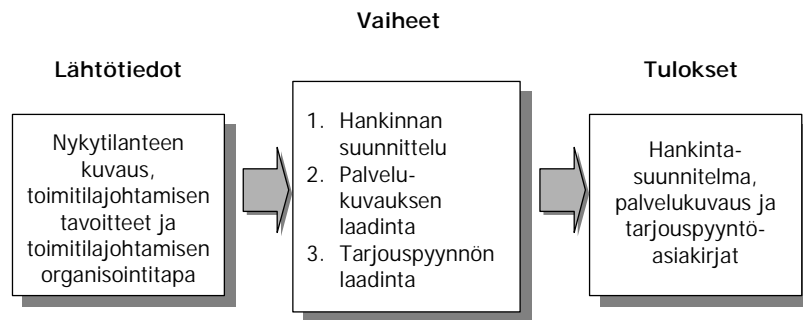 Vaiheet
Lähtötiedot
Tulokset
Nykytilanteen
kuvaus,
toimitilajohtamisen
tavoitteet ja
toimitilajohtamisen
organisointitapa
1. Hankinnan
suunnittelu
2. Palvelu-
kuvauksen
laadinta
3. Tarjouspyynnön
laadinta
Hankinta-
suunnitelma,
palvelukuvaus ja
tarjouspyyntö-
asiakirjat